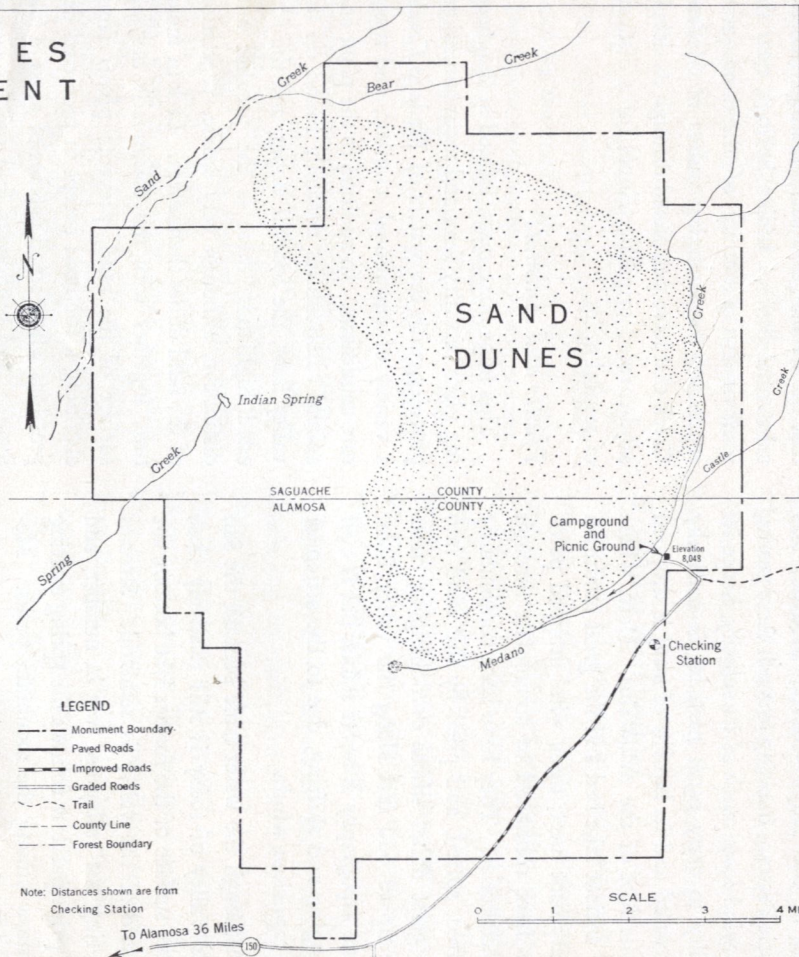 ES
ENT
Creek
Bear
Creek
Sand
N
SAND
DUNES
Creek
Indian Spring
Creek
Creek
Castle
SAGUACHE COUNTY
ALAMOSA COUNTY
Spring
Campground
and
Picnic Ground
Elevation
8,048
Checking
Station
Medano
LEGEND
Monument Boundary
Paved Roads
Improved Roads
Graded Roads
Trail
County Line
Forest Boundary
Note: Distances shown are from
Checking Station
To Alamosa 36 Miles
150
SCALE
0 1 2 3 4 MI